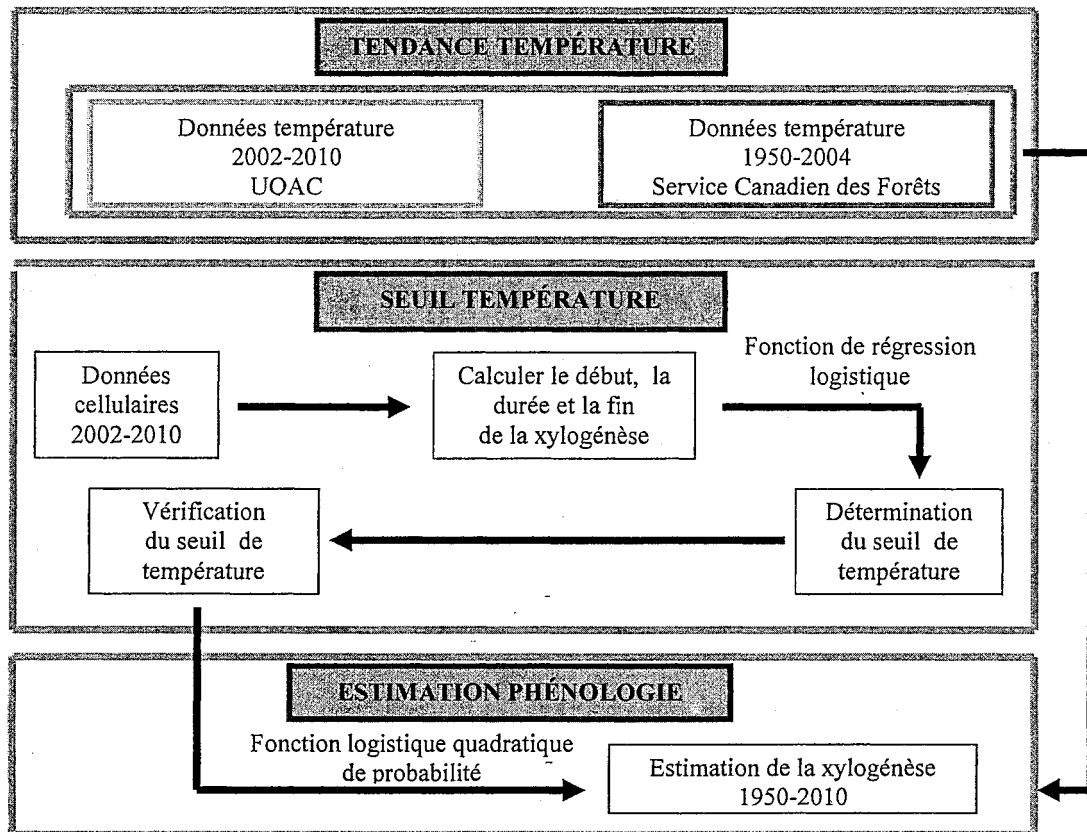 TENDANCE TEMPÉRATURE
Données température
2002-2010
UQAC
Données température
1950-2004
Service Canadien des Forêts
SEUIL TEMPÉRATURE
Données
cellulaires
2002-2010
Calculer le début, la
durée et la fin
de la xylogénèse
Fonction de régression
logistique
Détermination
du seuil de
température
Vérification
du seuil de
température
ESTIMATION PHÉNOLOGIE
Fonction logistique quadratique
de probabilité
Estimation de la xylogénèse
1950-2010